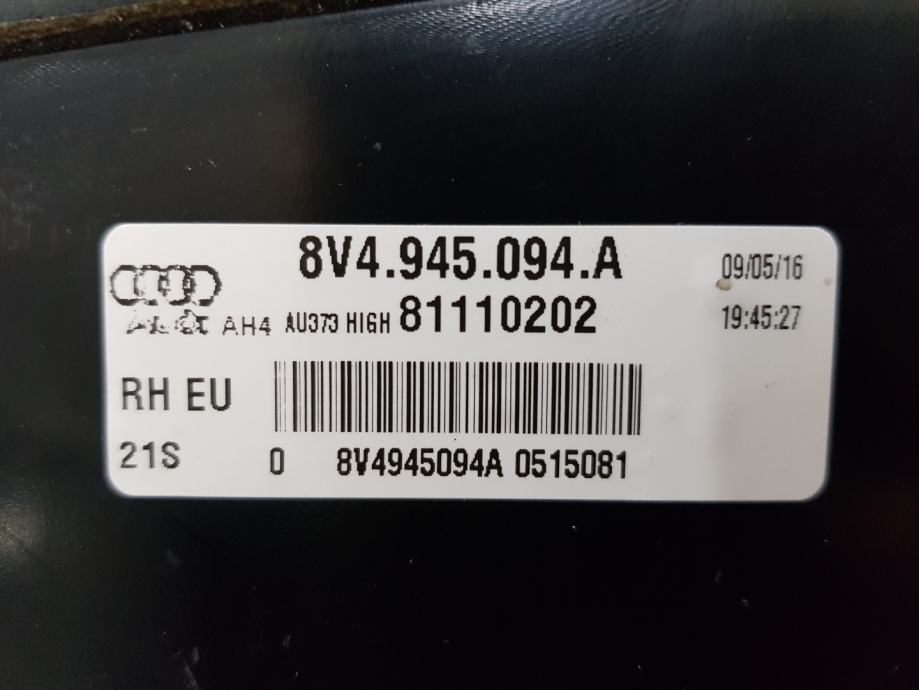 8V4.945.094.A 09/05/16
AH4 AU373 HIGH 81110202 19:45:27
RH EU
21S 0 8V4945094A 0515081